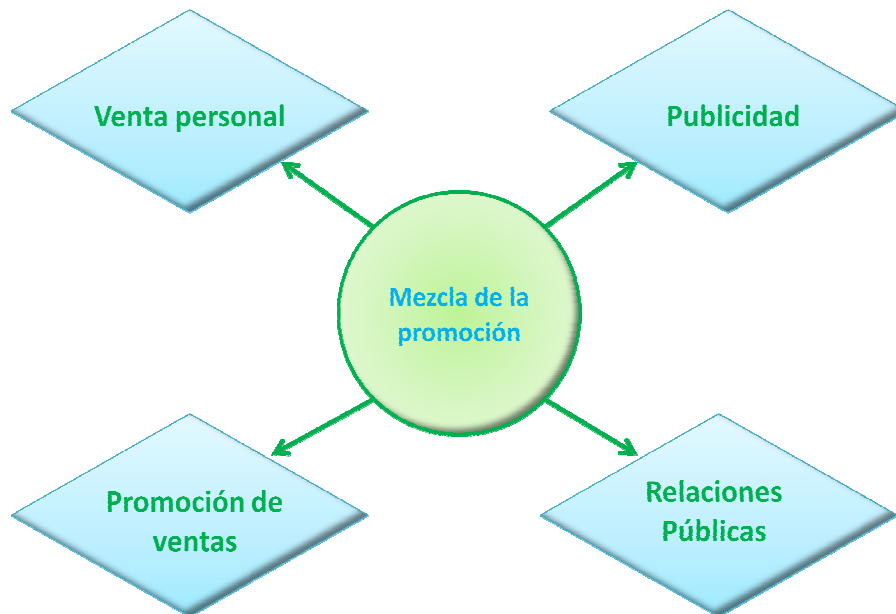 Venta personal
Publicidad
Mezcla de la
promoción
Promoción de
ventas
Relaciones
Públicas